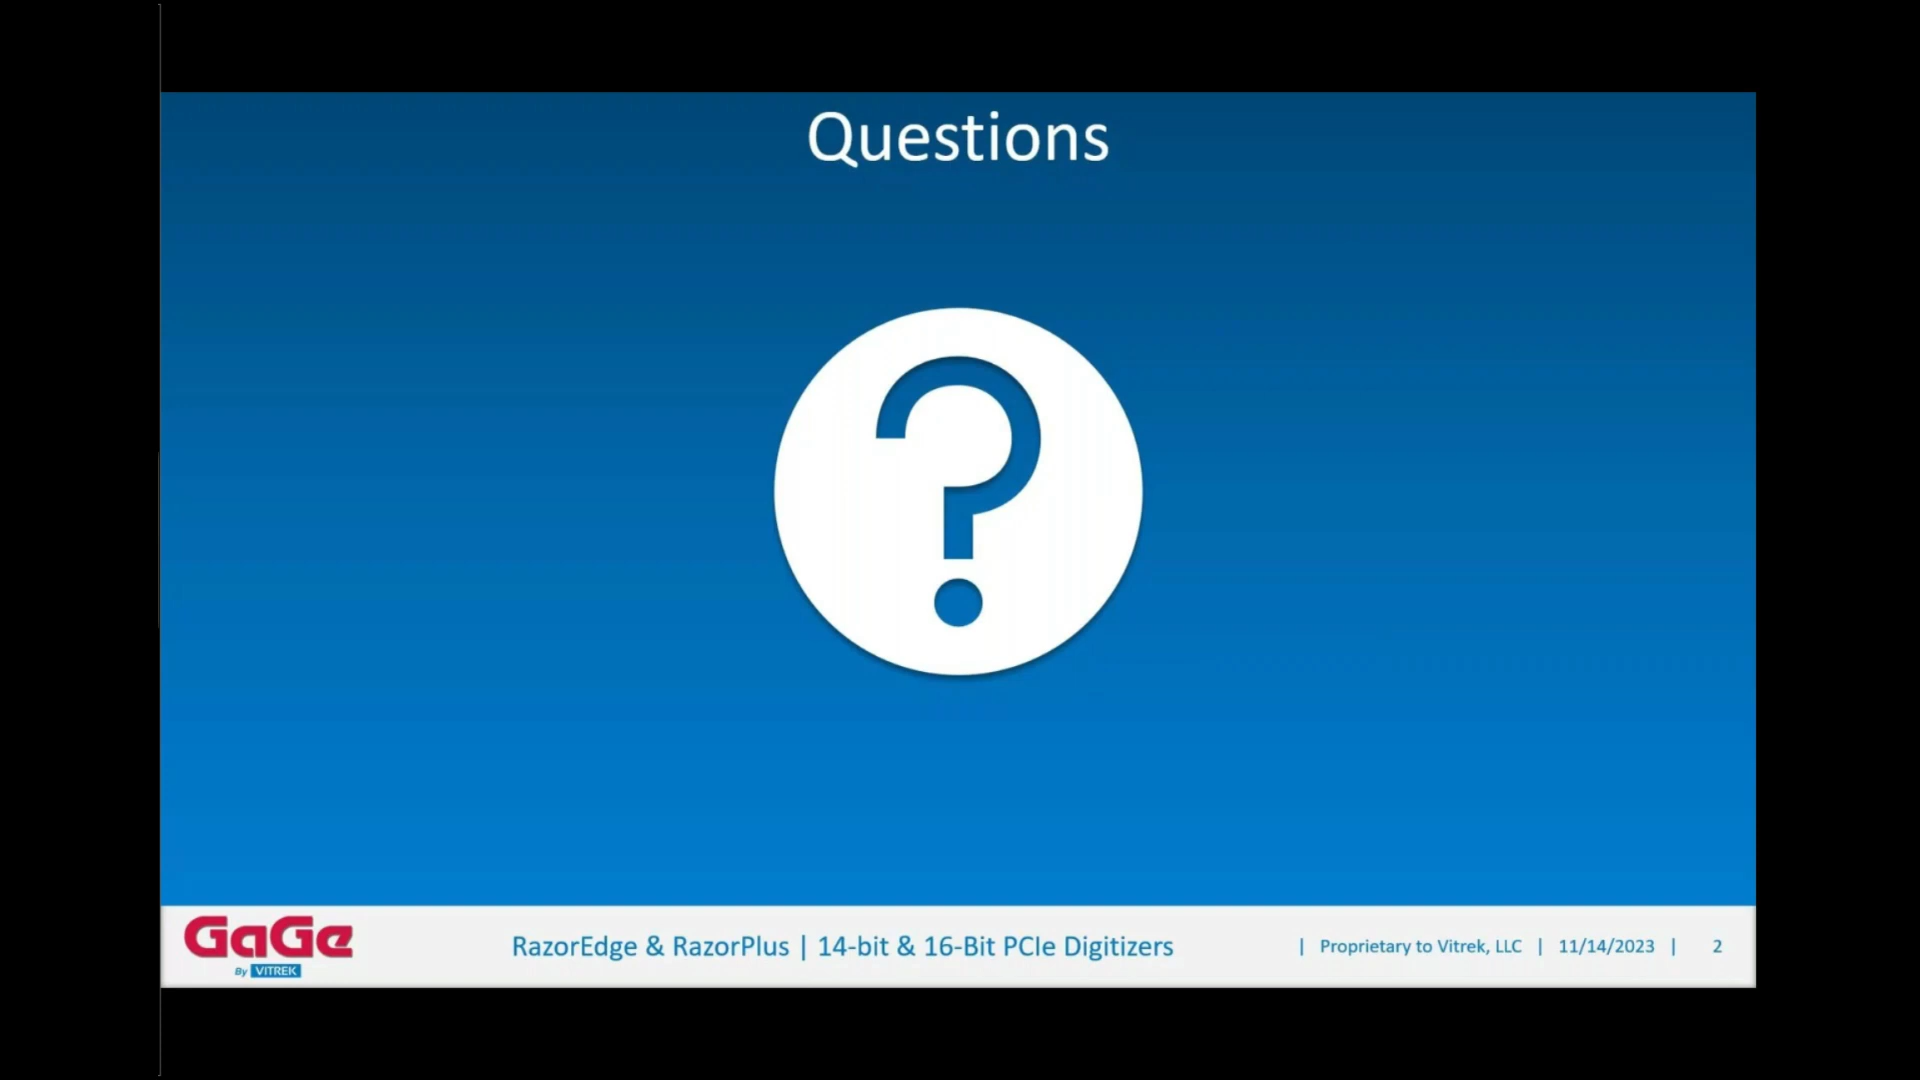 Questions
?
GaGe
By VITREK
RazorEdge & RazorPlus | 14-bit & 16-Bit PCIe Digitizers
| Proprietary to Vitrek, LLC | 11/14/2023 | 2